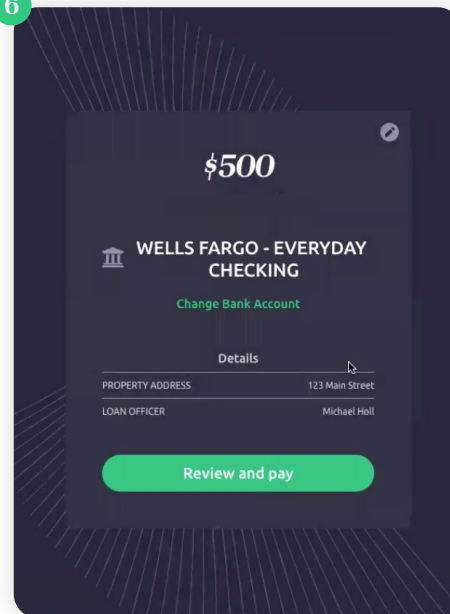 6
$500
WELLS FARGO - EVERYDAY
CHECKING
Change Bank Account
Details
PROPERTY ADDRESS 123 Main Street
LOAN OFFICER Michael Holl
Review and pay